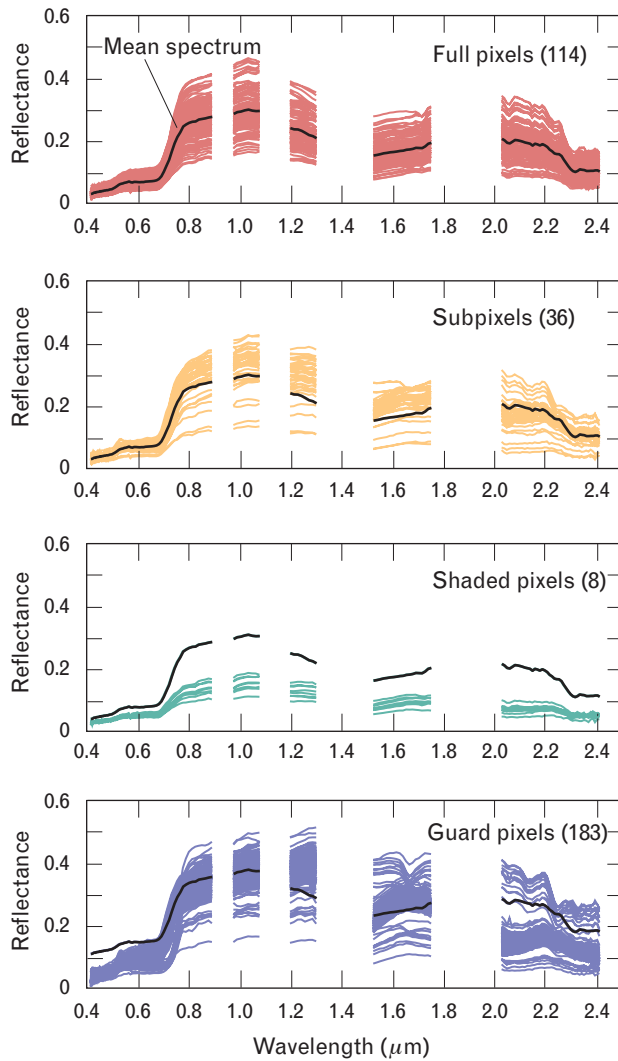 Mean spectrum
Full pixels (114)
Reflectance
0.6
0.4
0.2
0
0.4 0.6 0.8 1.0 1.2 1.4 1.6 1.8 2.0 2.2 2.4
Subpixels (36)
Reflectance
0.6
0.4
0.2
0
0.4 0.6 0.8 1.0 1.2 1.4 1.6 1.8 2.0 2.2 2.4
Shaded pixels (8)
Reflectance
0.6
0.4
0.2
0
0.4 0.6 0.8 1.0 1.2 1.4 1.6 1.8 2.0 2.2 2.4
Guard pixels (183)
Reflectance
0.6
0.4
0.2
0
0.4 0.6 0.8 1.0 1.2 1.4 1.6 1.8 2.0 2.2 2.4
Wavelength (μm)